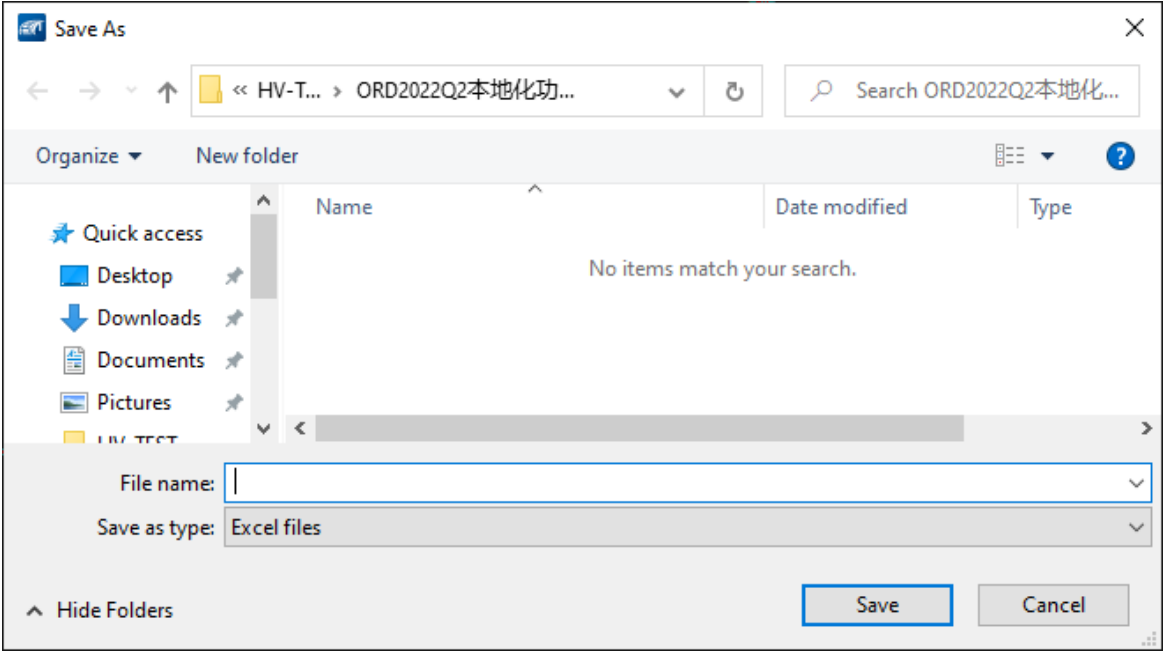 Save As
« HV-T... › ORD2022Q2本地化功...
Search ORD2022Q2本地化...
Organize
New folder
?
Name
Date modified
Type
Quick access
No items match your search.
Desktop
Downloads
Documents
Pictures
HV-TEST
File name:
Save as type: Excel files
Hide Folders
Save
Cancel